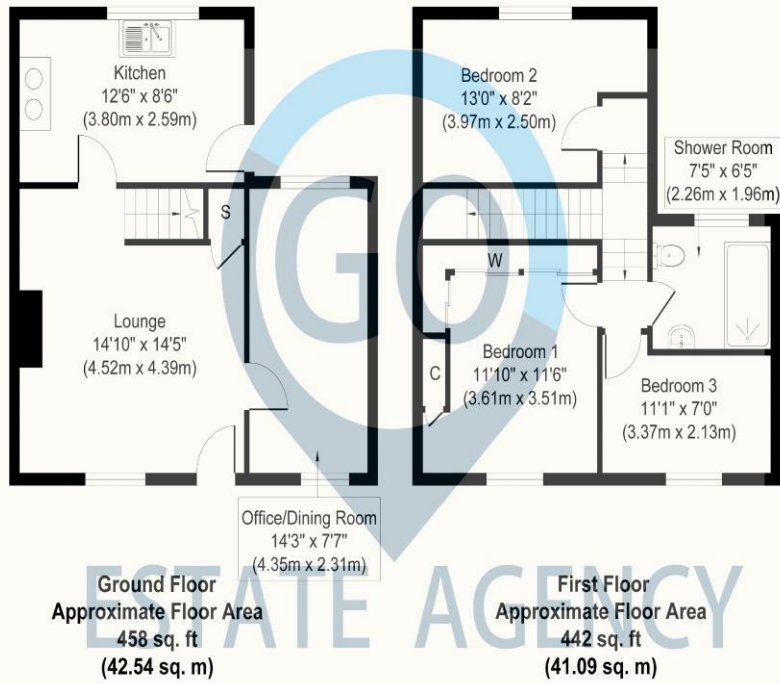 Kitchen
12'6" x 8'6"
(3.80m x 2.59m)
S
Lounge
14'10" x 14'5"
(4.52m x 4.39m)
Office/Dining Room
14'3" x 7'7"
(4.35m x 2.31m)
Ground Floor
Approximate Floor Area
458 sq. ft
(42.54 sq. m)
Bedroom 2
13'0" x 8'2"
(3.97m x 2.50m)
Shower Room
7'5" x 6'5"
(2.26m x 1.96m)
W
C
Bedroom 1
11'10" x 11'6"
(3.61m x 3.51m)
Bedroom 3
11'1" x 7'0"
(3.37m x 2.13m)
First Floor
Approximate Floor Area
442 sq. ft
(41.09 sq. m)
GO
ESTATE AGENCY